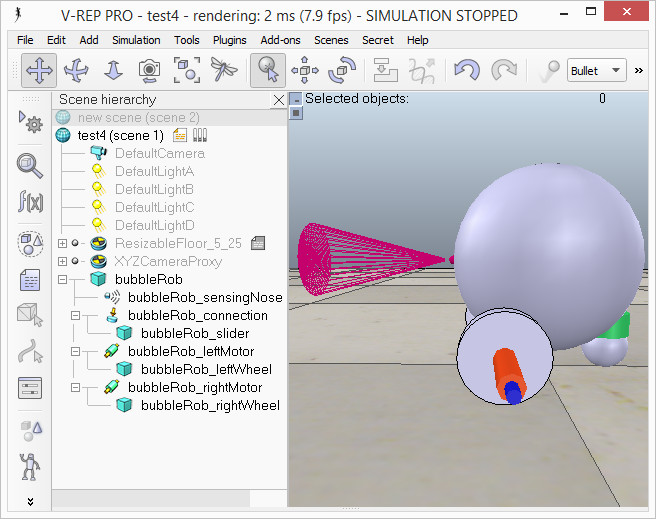 V-REP PRO - test4 - rendering: 2 ms (7.9 fps) - SIMULATION STOPPED
File Edit Add Simulation Tools Plugins Add-ons Scenes Secret Help
Bullet »
Scene hierarchy
Selected objects: 0
new scene (scene 2)
test4 (scene 1)
DefaultCamera
DefaultLightA
DefaultLightB
DefaultLightC
DefaultLightD
ResizableFloor_5_25
XYZCameraProxy
bubbleRob
bubbleRob_sensingNose
bubbleRob_connection
bubbleRob_slider
bubbleRob_leftMotor
bubbleRob_leftWheel
bubbleRob_rightMotor
bubbleRob_rightWheel
f(x)